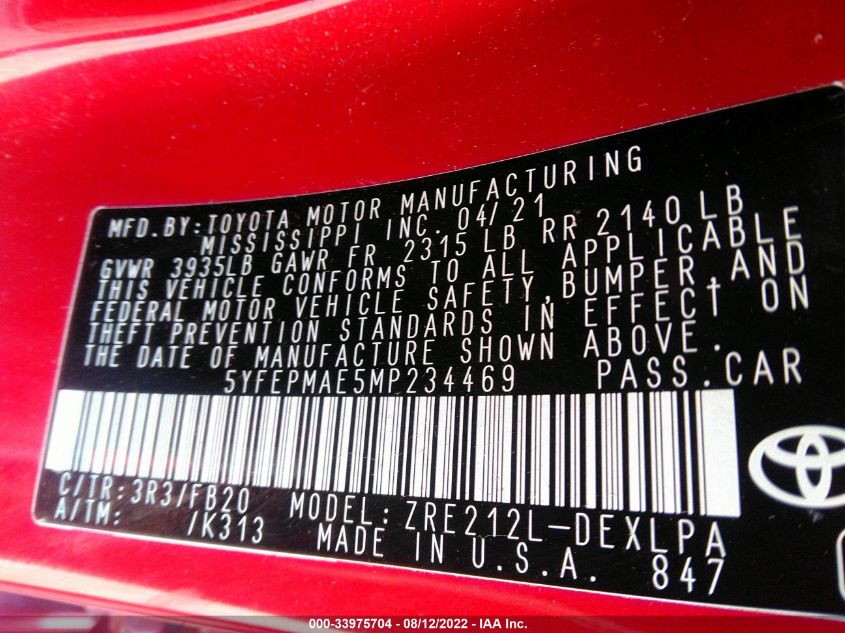 MFD.BY:TOYOTA MOTOR MANUFACTURING
MISSISSIPPI INC. 04/21
GVWR 3935LB GAWR FR 2315 LB RR 2140LB
THIS VEHICLE CONFORMS TO ALL APPLICABLE
FEDERAL MOTOR VEHICLE SAFETY,BUMPER,AND
THEFT PREVENTION STANDARDS IN EFFECT ON
THE DATE OF MANUFACTURE SHOWN ABOVE.
5YFEPMAE5MP234469 PASS.CAR
C/TR:3R3/FB20 MODEL:ZRE212L-DEXLPA
A/TM: /K313 MADE IN U.S.A. 847
000-33975704 - 08/12/2022 - IAA Inc.